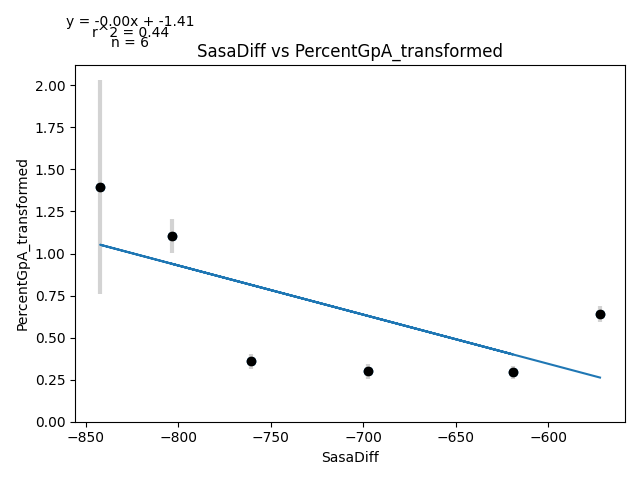 y = -0.00x + -1.41
r^2 = 0.44
n = 6
SasaDiff vs PercentGpA_transformed
2.00
1.75
1.50
1.25
1.00
0.75
0.50
0.25
0.00
PercentGpA_transformed
−850
−800
−750
−700
−650
−600
SasaDiff